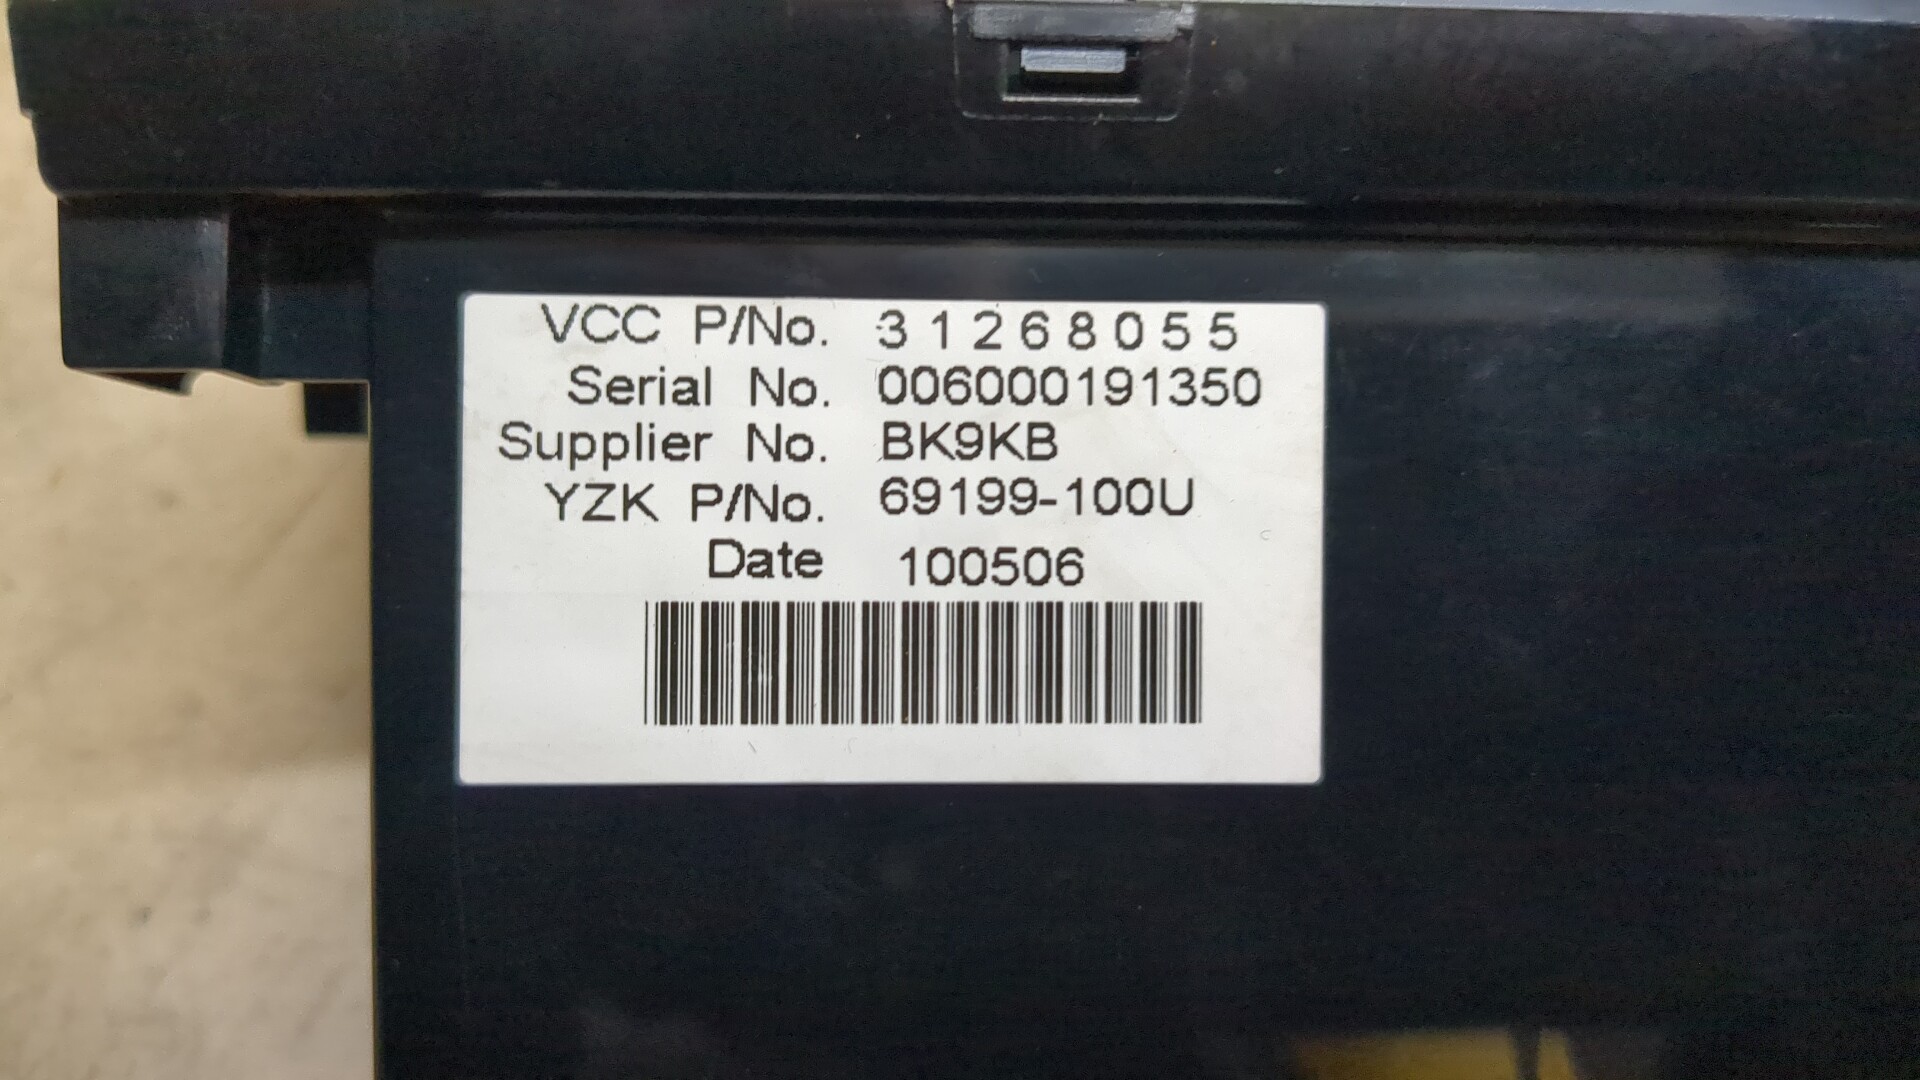 VCC P/No. 31268055
Serial No. 006000191350
Supplier No. BK9KB
YZK P/No. 69199-100U
Date 100506